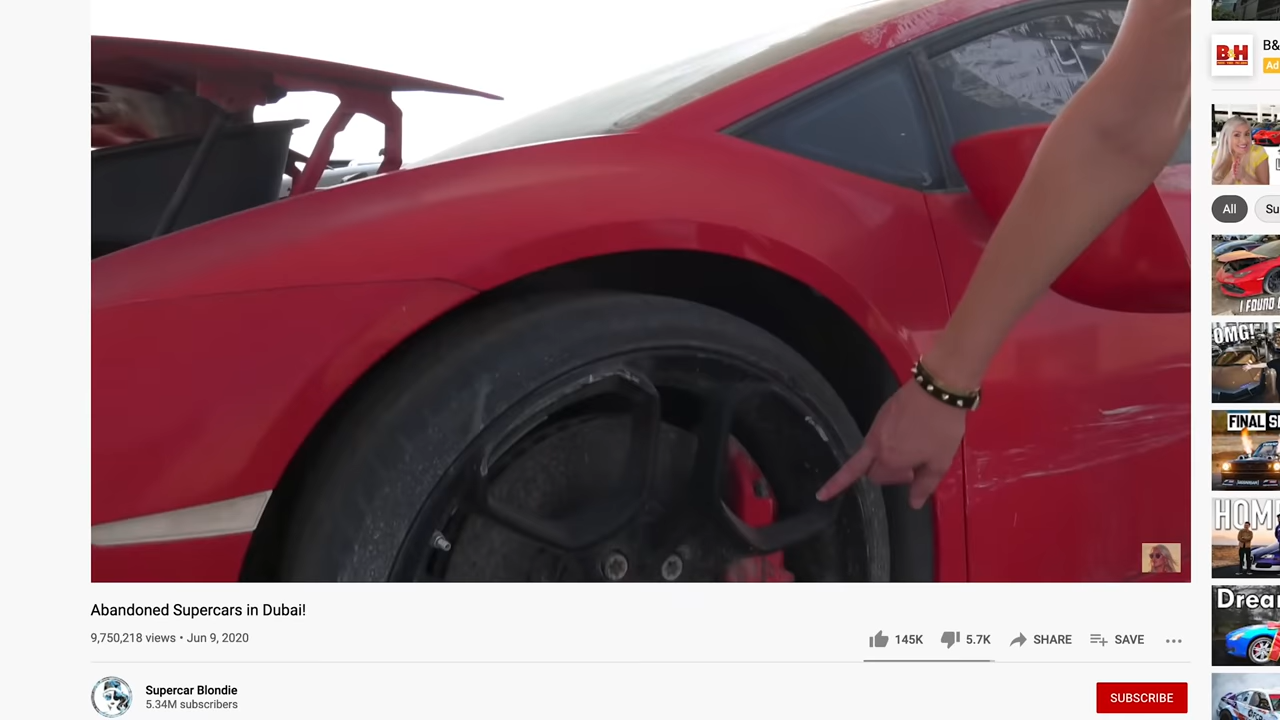 B&H
B&
Ad
All
Su
I FOUND
OMG!
FINAL S
HOM
Drea
Abandoned Supercars in Dubai!
9,750,218 views • Jun 9, 2020
145K
5.7K
SHARE
SAVE
Supercar Blondie
5.34M subscribers
SUBSCRIBE